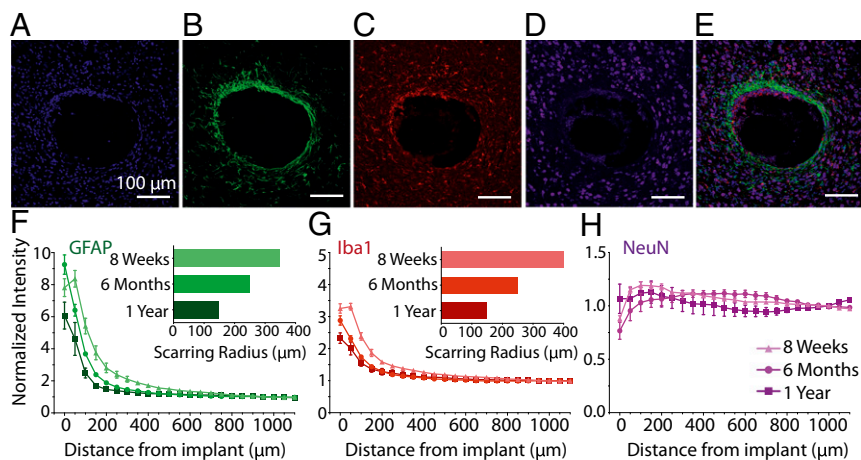 A
B
C
D
E
100 µm
F
GFAP
Normalized Intensity
10
8
6
4
2
0
0 200 400 600 800 1000
Distance from implant (µm)
8 Weeks
6 Months
1 Year
0 100 200 300 400
Scarring Radius (µm)
G
Iba1
5
4
3
2
1
0
0 200 400 600 800 1000
Distance from implant (µm)
8 Weeks
6 Months
1 Year
0 100 200 300 400
Scarring Radius (µm)
H
NeuN
1.5
1.0
0.5
0.0
0 200 400 600 800 1000
Distance from implant (µm)
8 Weeks
6 Months
1 Year